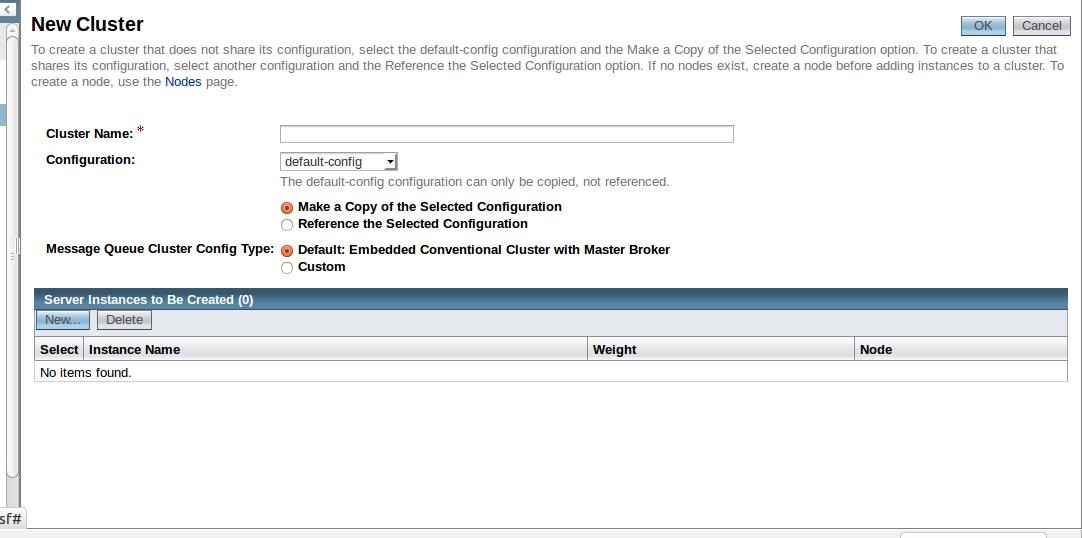 New Cluster
OK Cancel
To create a cluster that does not share its configuration, select the default-config configuration and the Make a Copy of the Selected Configuration option. To create a cluster that
shares its configuration, select another configuration and the Reference the Selected Configuration option. If no nodes exist, create a node before adding instances to a cluster. To
create a node, use the Nodes page.
Cluster Name: *
Configuration: default-config
The default-config configuration can only be copied, not referenced.
Make a Copy of the Selected Configuration
Reference the Selected Configuration
Message Queue Cluster Config Type: Default: Embedded Conventional Cluster with Master Broker
Custom
Server Instances to Be Created (0)
New... Delete
Select Instance Name Weight Node
No items found.
sf#